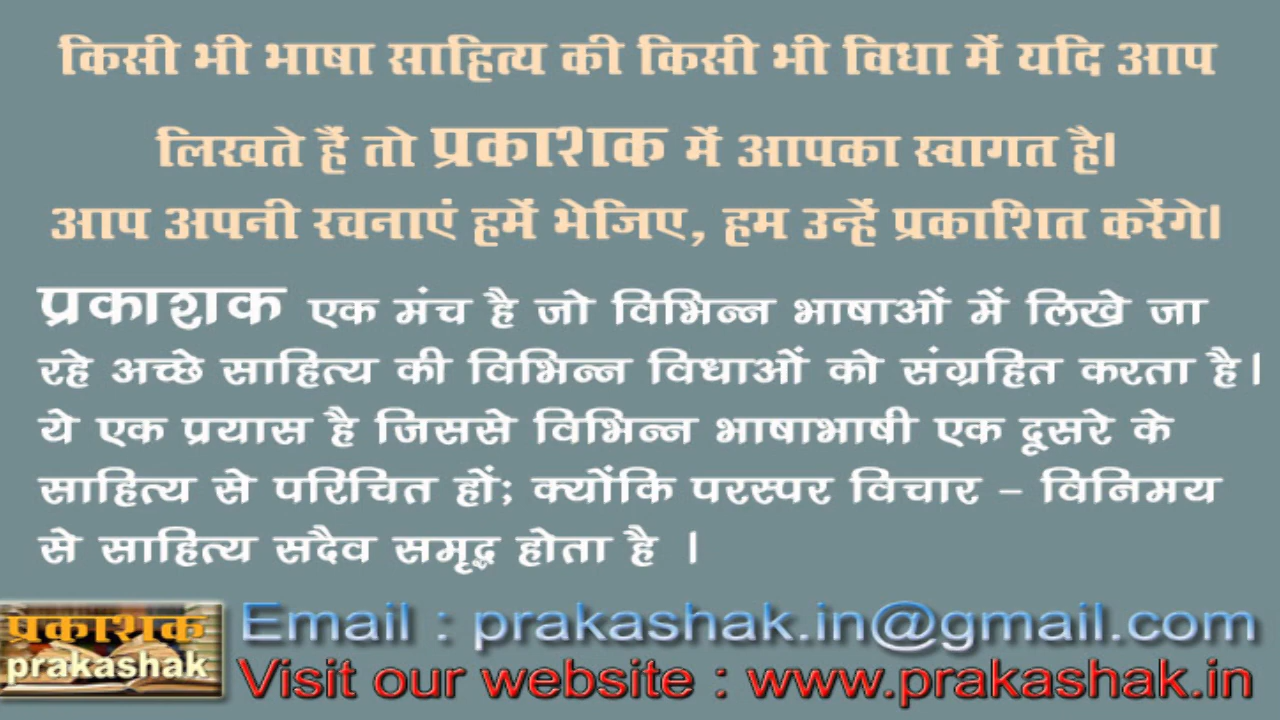 किसी भी भाषा साहित्य की किसी भी विधा में यदि आप
लिखते हैं तो प्रकाशक में आपका स्वागत है।
आप अपनी रचनाएं हमें भेजिए, हम उन्हें प्रकाशित करेंगे।
प्रकाशक एक मंच है जो विभिन्न भाषाओं में लिखे जा
रहे अच्छे साहित्य की विभिन्न विधाओं को संग्रहित करता है।
ये एक प्रयास है जिससे विभिन्न भाषाभाषी एक दूसरे के
साहित्य से परिचित हों; क्योंकि परस्पर विचार - विनिमय
से साहित्य सदैव समृद्ध होता है ।
प्रकाशक
prakashak
Email : prakashak.in@gmail.com
Visit our website : www.prakashak.in